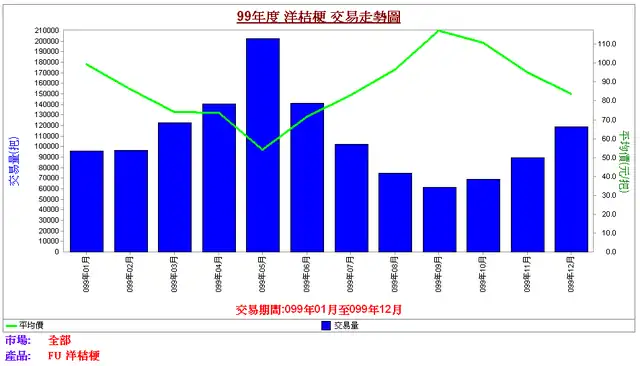 99年度 洋桔梗 交易走勢圖
210000
200000
190000
180000
170000
160000
150000
140000
130000
120000
110000
100000
90000
80000
70000
60000
50000
40000
30000
20000
10000
0
交易量(把)
110.0
100.0
90.0
80.0
70.0
60.0
50.0
40.0
30.0
20.0
10.0
0.0
平均價(元/把)
099年01月
099年02月
099年03月
099年04月
099年05月
099年06月
099年07月
099年08月
099年09月
099年10月
099年11月
099年12月
交易期間:099年01月至099年12月
平均價 交易量
市場: 全部
產品: FU 洋桔梗